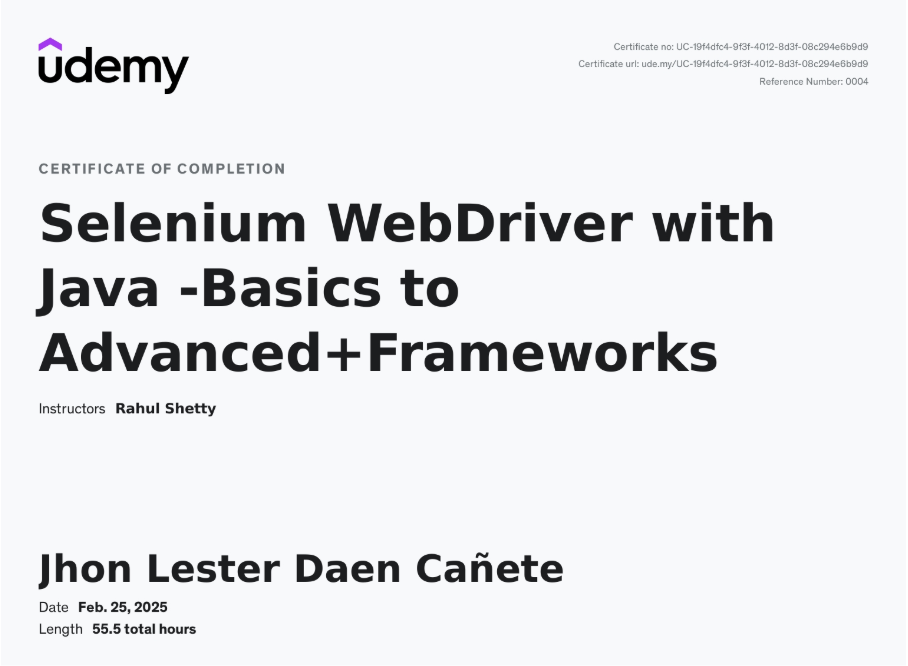 udemy
Certificate no: UC-19f4dfc4-9f3f-4012-8d3f-08c294e6b9d9
Certificate url: ude.my/UC-19f4dfc4-9f3f-4012-8d3f-08c294e6b9d9
Reference Number: 0004
CERTIFICATE OF COMPLETION
Selenium WebDriver with
Java -Basics to
Advanced+Frameworks
Instructors Rahul Shetty
Jhon Lester Daen Cañete
Date Feb. 25, 2025
Length 55.5 total hours